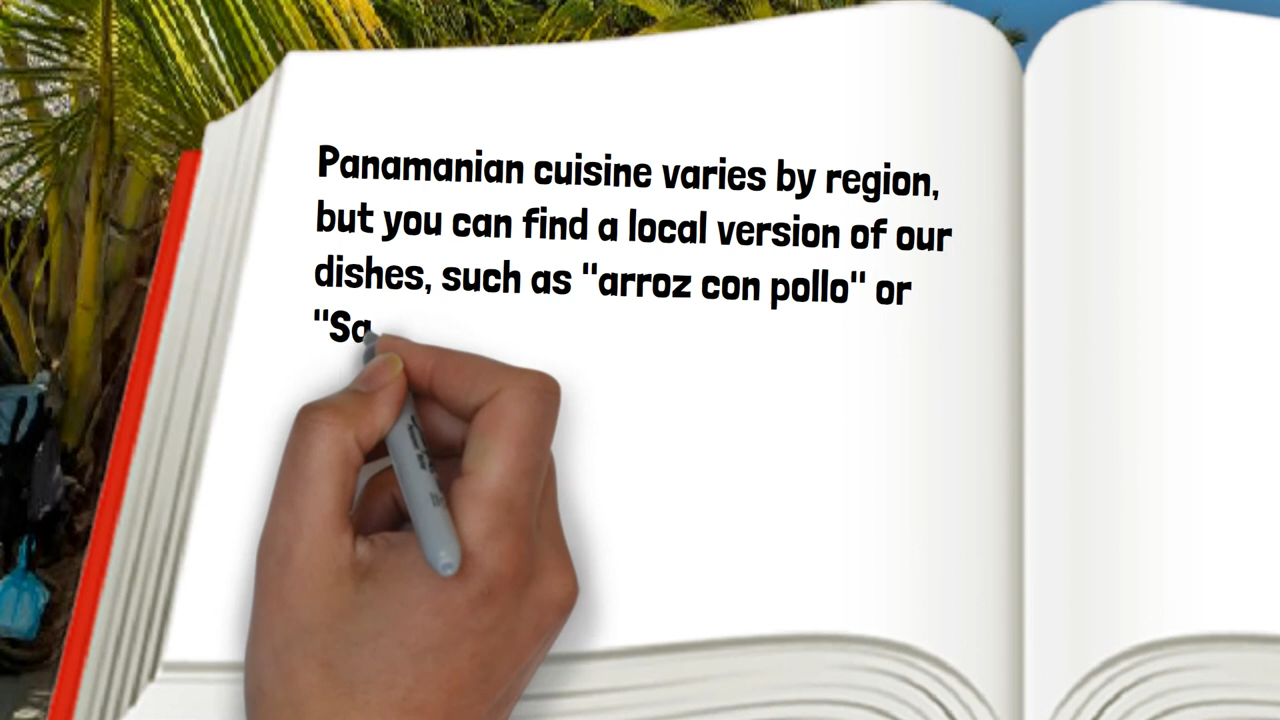 Panamanian cuisine varies by region,
but you can find a local version of our
dishes, such as "arroz con pollo" or
"Sa